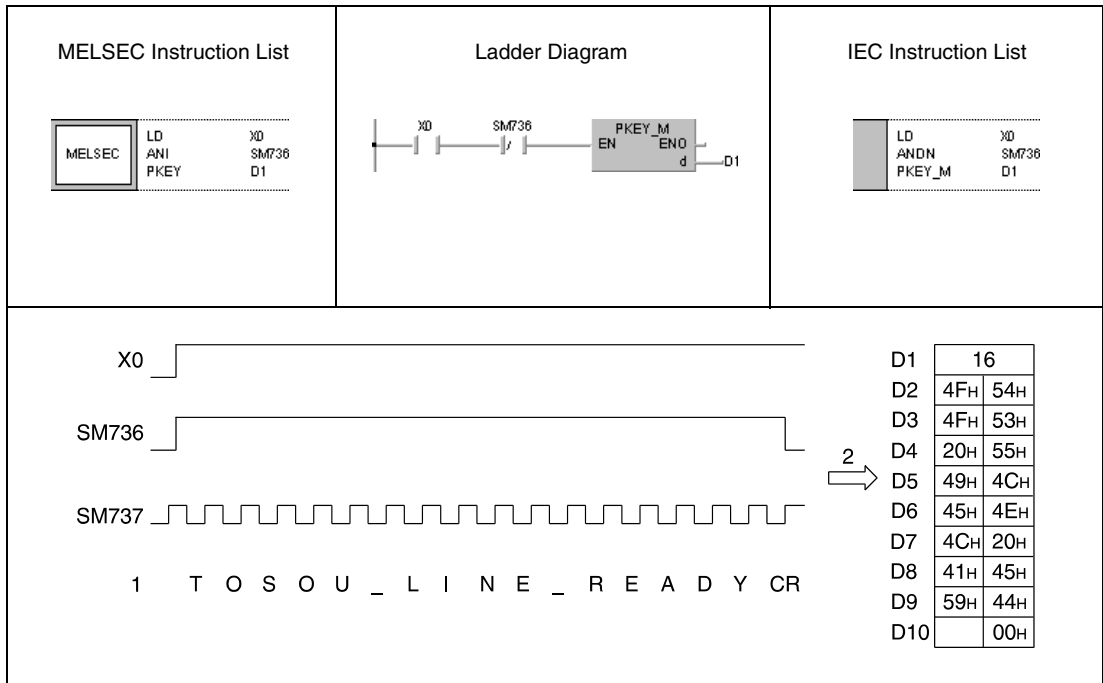 MELSEC Instruction List
MELSEC
LD X0
ANI SM736
PKEY D1
Ladder Diagram
X0 SM736 PKEY_M
EN ENO
d D1
IEC Instruction List
LD X0
ANDN SM736
PKEY_M D1
X0
SM736
SM737
1 T O S O U _ L I N E _ R E A D Y CR
2
D1 16
D2 4FH 54H
D3 4FH 53H
D4 20H 55H
D5 49H 4CH
D6 45H 4EH
D7 4CH 20H
D8 41H 45H
D9 59H 44H
D10 00H